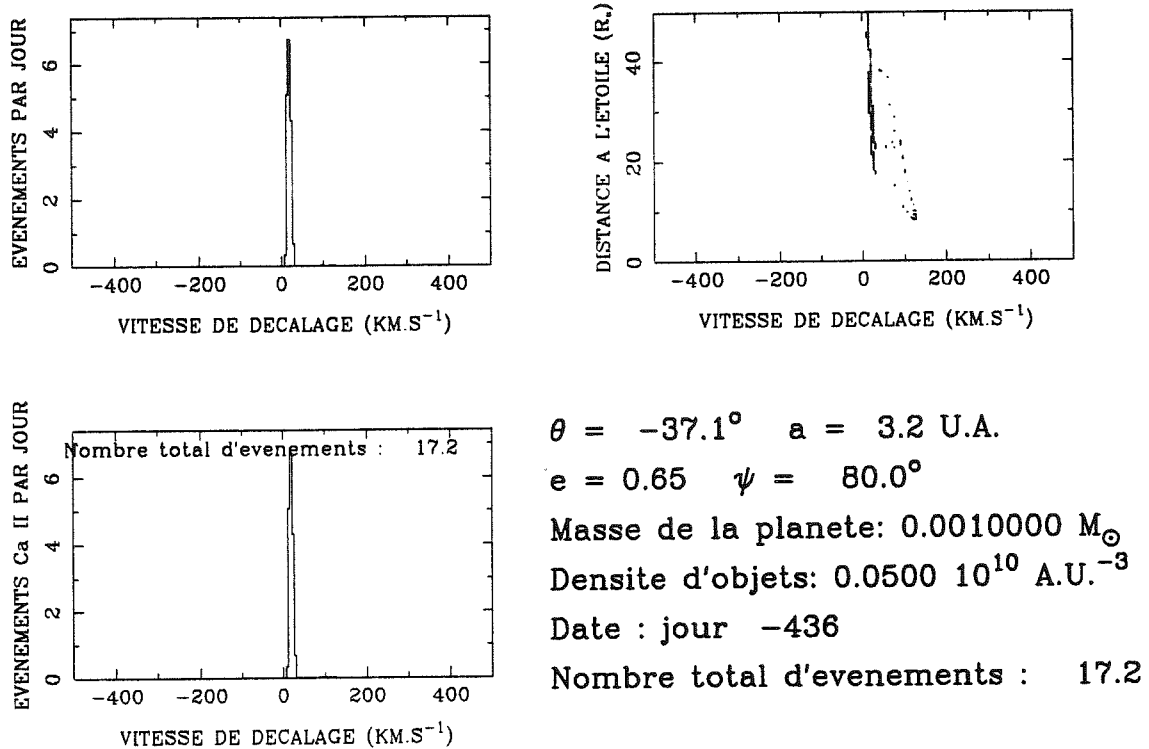 EVENEMENTS PAR JOUR
6
4
2
0
−400 −200 0 200 400
VITESSE DE DECALAGE (KM.S⁻¹)
DISTANCE A L'ETOILE (R*)
40
20
0
−400 −200 0 200 400
VITESSE DE DECALAGE (KM.S⁻¹)
EVENEMENTS Ca II PAR JOUR
Nombre total d'evenements : 17.2
6
4
2
0
−400 −200 0 200 400
VITESSE DE DECALAGE (KM.S⁻¹)
θ = −37.1° a = 3.2 U.A.
e = 0.65 ψ = 80.0°
Masse de la planete: 0.0010000 M☉
Densite d'objets: 0.0500 10¹⁰ A.U.⁻³
Date : jour −436
Nombre total d'evenements : 17.2